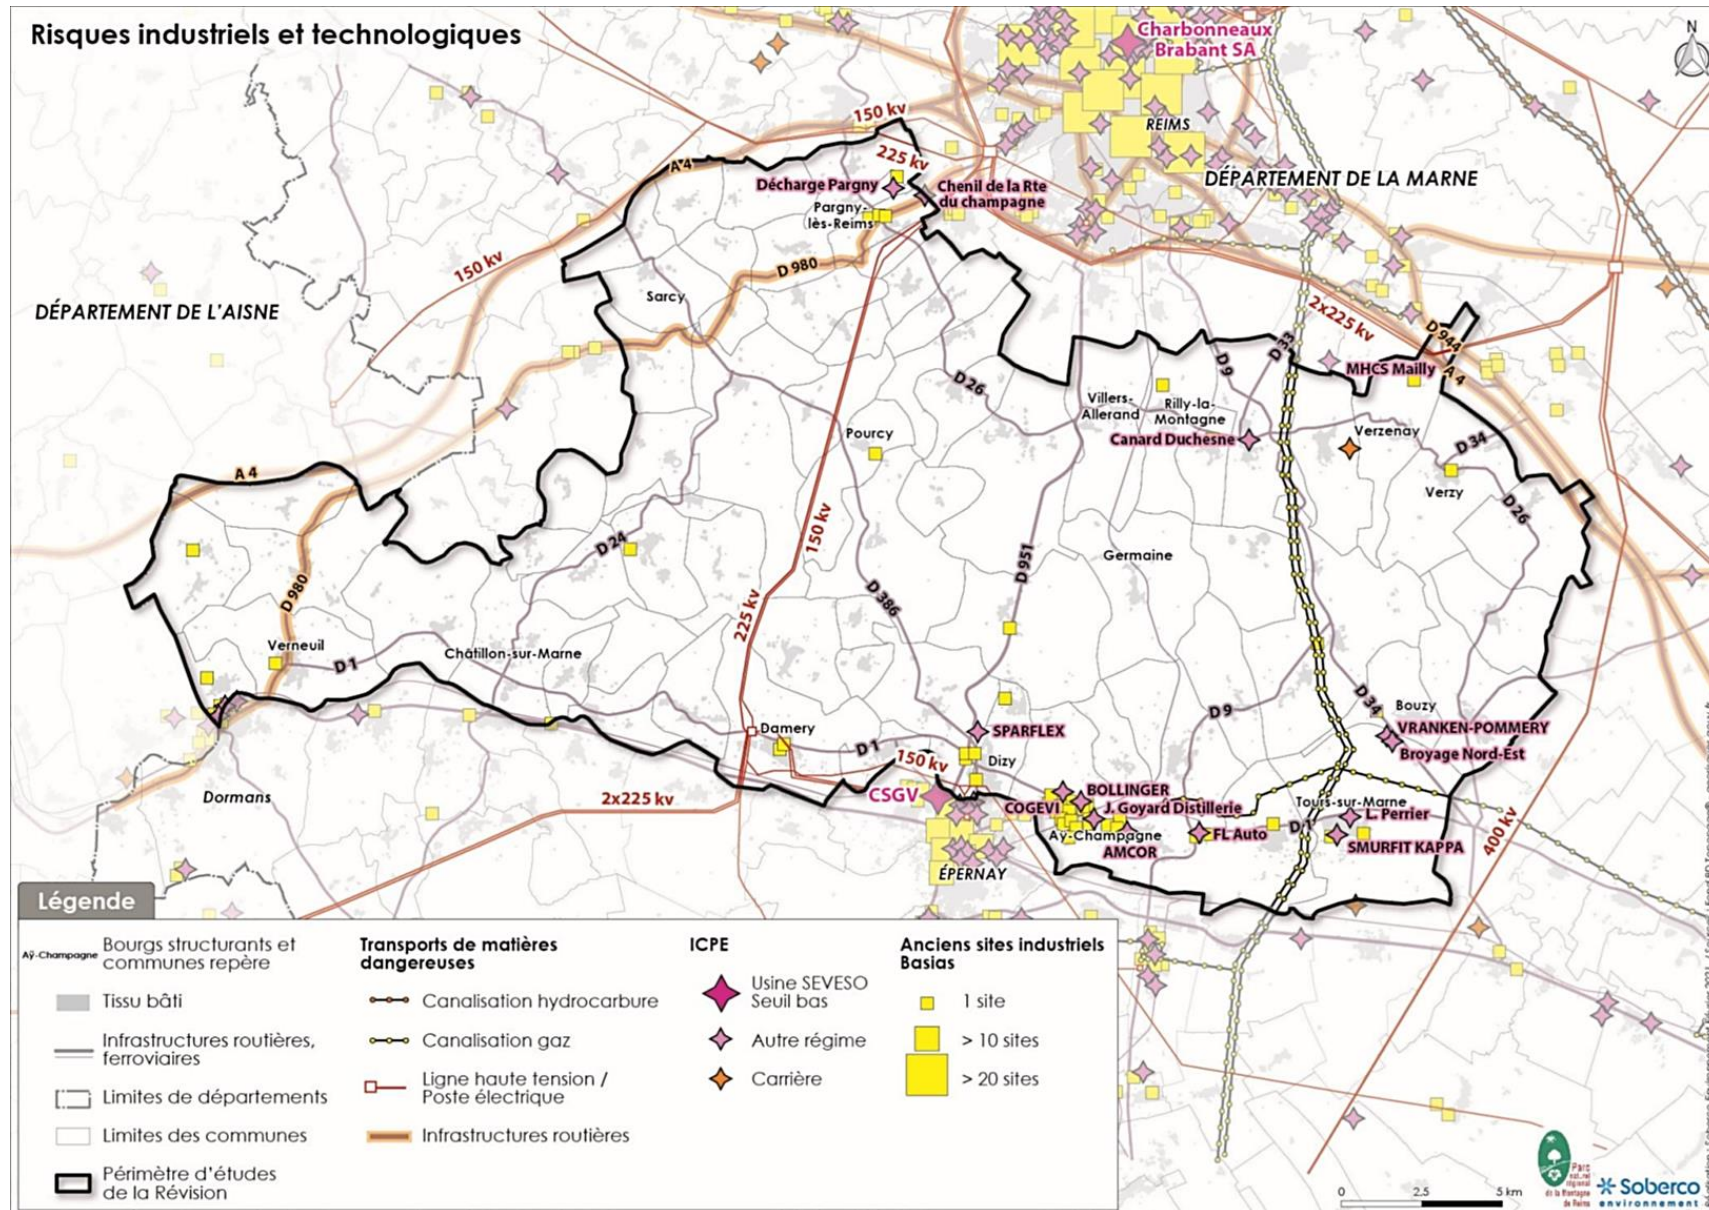 Risques industriels et technologiques
N
Charbonneaux
Brabant SA
REIMS
DÉPARTEMENT DE LA MARNE
DÉPARTEMENT DE L'AISNE
150 kv
225 kv
A 4
Décharge Pargny
Chenil de la Rte
du champagne
Pargny-
lès-Reims
150 kv
D 980
Sarcy
2x225 kv
D 944
A 4
D 33
D 9
MHCS Mailly
D 26
Villers-
Allerand
Rilly-la-
Montagne
Canard Duchesne
Verzenay
D 34
Pourcy
Verzy
D 26
A 4
150 kv
D 24
D 951
Germaine
D 980
D 386
225 kv
Verneuil
D 1
Châtillon-sur-Marne
D 9
D 34
Bouzy
VRANKEN-POMMERY
Broyage Nord-Est
Damery
D 1
SPARFLEX
Dizy
150 kv
Dormans
2x225 kv
CSGV
COGEVI
BOLLINGER
J. Goyard Distillerie
Aÿ-Champagne
AMCOR
FL Auto
Tours-sur-Marne
D 1
L. Perrier
SMURFIT KAPPA
400 kv
ÉPERNAY
Légende
Aÿ-Champagne
Bourgs structurants et
communes repère
Tissu bâti
Infrastructures routières,
ferroviaires
Limites de départements
Limites des communes
Périmètre d'études
de la Révision
Transports de matières
dangereuses
Canalisation hydrocarbure
Canalisation gaz
Ligne haute tension /
Poste électrique
Infrastructures routières
ICPE
Usine SEVESO
Seuil bas
Autre régime
Carrière
Anciens sites industriels
Basias
1 site
> 10 sites
> 20 sites
0 2.5 5 km
Parc
naturel
régional
de la Montagne
de Reims
Soberco
environnement